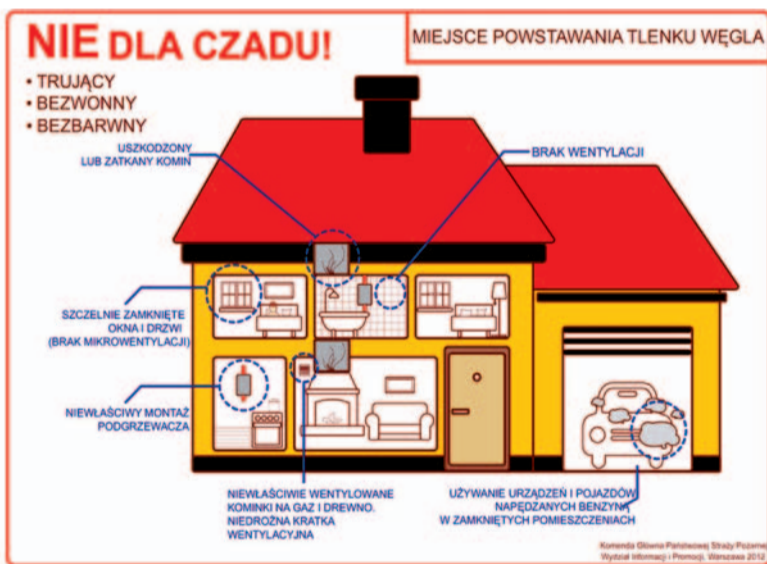 NIE DLA CZADU!
MIEJSCE POWSTAWANIA TLENKU WĘGLA
• TRUJĄCY
• BEZWONNY
• BEZBARWNY
USZKODZONY
LUB ZATKANY KOMIN
BRAK WENTYLACJI
SZCZELNIE ZAMKNIĘTE
OKNA I DRZWI
(BRAK MIKROWENTYLACJI)
NIEWŁAŚCIWY MONTAŻ
PODGRZEWACZA
NIEWŁAŚCIWIE WENTYLOWANE
KOMINKI NA GAZ I DREWNO.
NIEDROŻNA KRATKA
WENTYLACYJNA
UŻYWANIE URZĄDZEŃ I POJAZDÓW
NAPĘDZANYCH BENZYNĄ
W ZAMKNIĘTYCH POMIESZCZENIACH
Komenda Główna Państwowej Straży Pożarnej
Wydział Informacji i Promocji, Warszawa 2012